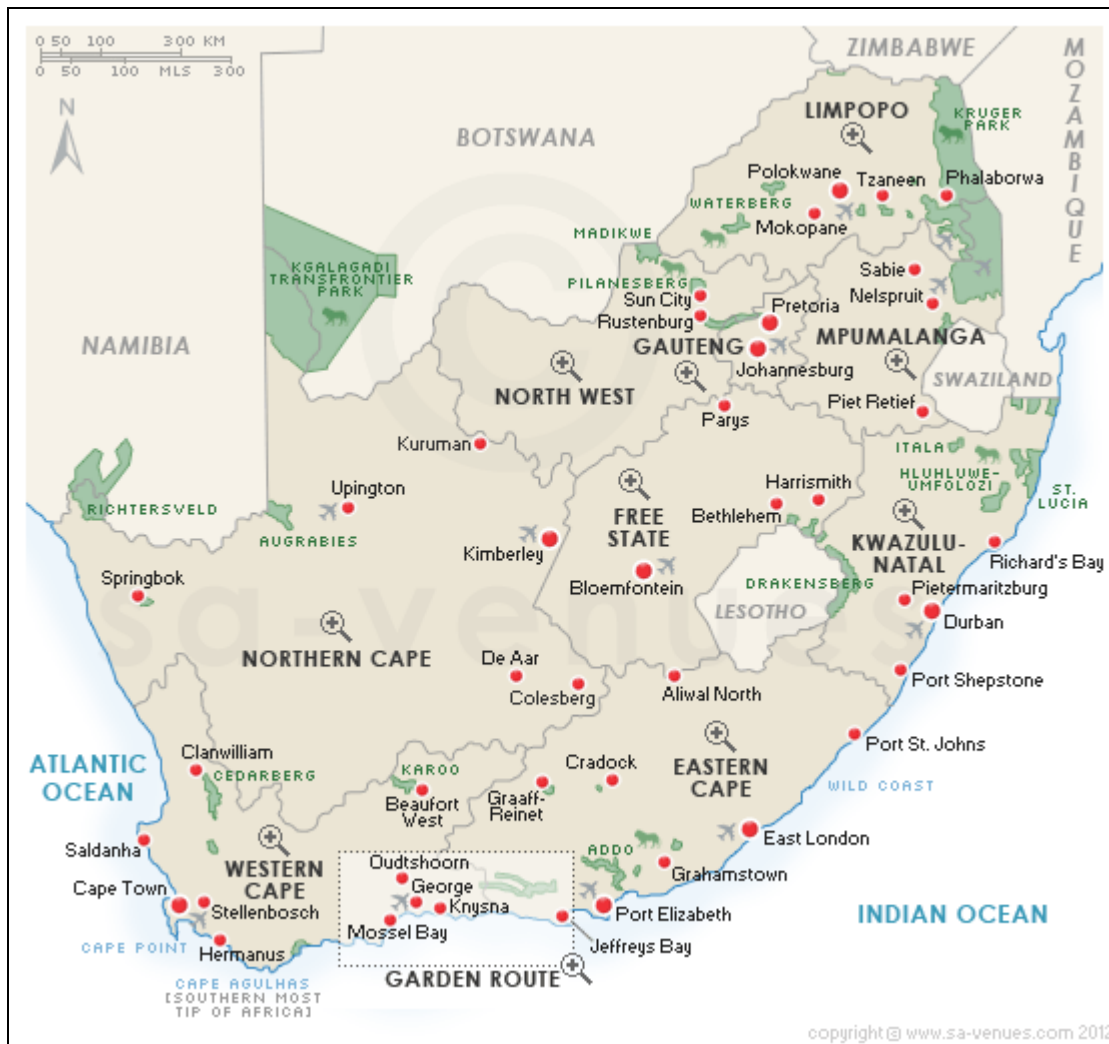 0 50 100 300 KM
0 50 100 MLS 300
N
ZIMBABWE
MOZAMBIQUE
BOTSWANA
NAMIBIA
SWAZILAND
LESOTHO
LIMPOPO
KRUGER
PARK
Polokwane
Tzaneen
Phalaborwa
WATERBERG
Mokopane
MADIKWE
KGALAGADI
TRANSFRONTIER
PARK
PILANESBERG
Sun City
Rustenburg
Sabie
Nelspruit
Pretoria
GAUTENG
MPUMALANGA
Johannesburg
NORTH WEST
Piet Retief
Parys
Kuruman
ITALA
HLUHLUWE-
UMFOLOZI
ST.
LUCIA
RICHTERSVELD
Upington
AUGRABIES
Harrismith
Bethlehem
FREE
STATE
KWAZULU-
NATAL
Kimberley
Bloemfontein
Richard's Bay
DRAKENSBERG
Springbok
Pietermaritzburg
Durban
sa-venues
NORTHERN CAPE
De Aar
Colesberg
Aliwal North
Port Shepstone
Port St. Johns
ATLANTIC
OCEAN
Clanwilliam
CEDARBERG
KAROO
Beaufort
West
Graaff-
Reinet
Cradock
EASTERN
CAPE
WILD COAST
Saldanha
WESTERN
CAPE
East London
ADDO
Grahamstown
Oudtshoorn
George
Knysna
Mossel Bay
Cape Town
Stellenbosch
Port Elizabeth
Jeffreys Bay
INDIAN OCEAN
CAPE POINT
Hermanus
GARDEN ROUTE
CAPE AGULHAS
[SOUTHERN MOST
TIP OF AFRICA]
copyright © www.sa-venues.com 2012